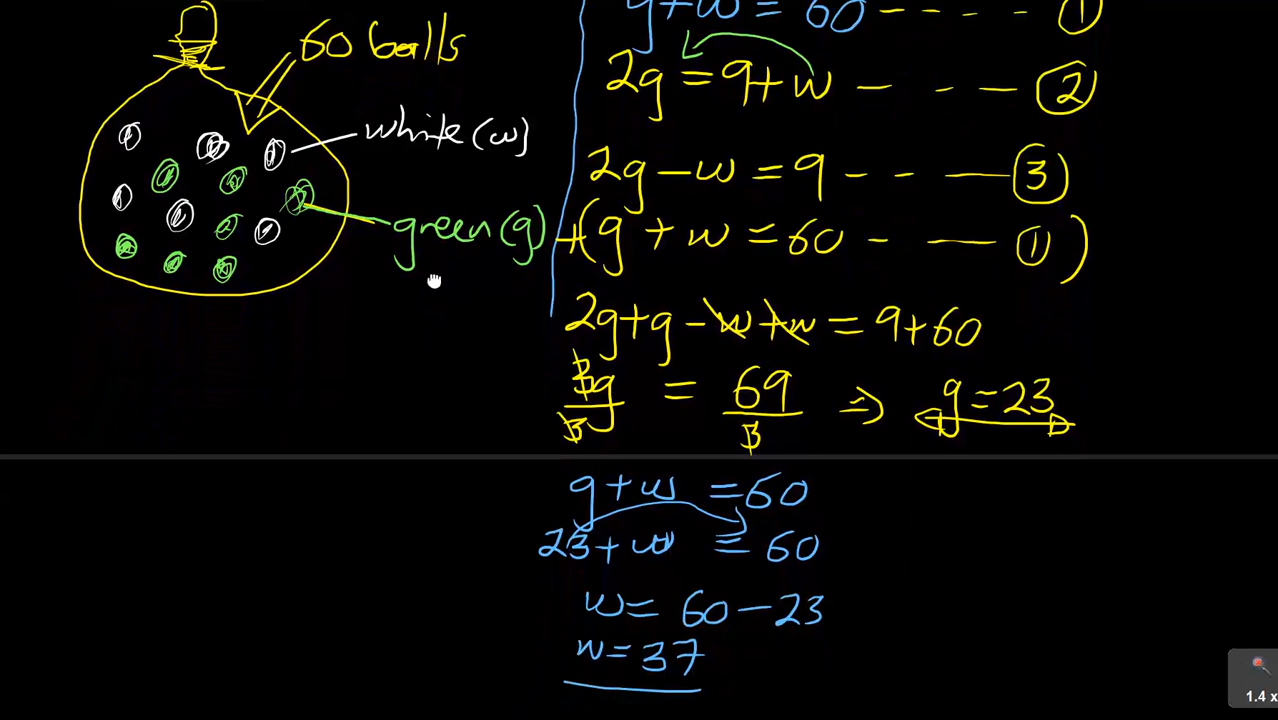 60 balls
white(w)
green(g)
g+w = 60 ---- ①
2g = 9+w --- ②
2g-w = 9 --- ③
+(g + w = 60 -- ①)
2g+g-w+w = 9+60
3g/3 = 69/3 ⇒ g=23
g+w = 60
23+w = 60
w= 60-23
w=37
1.4 x